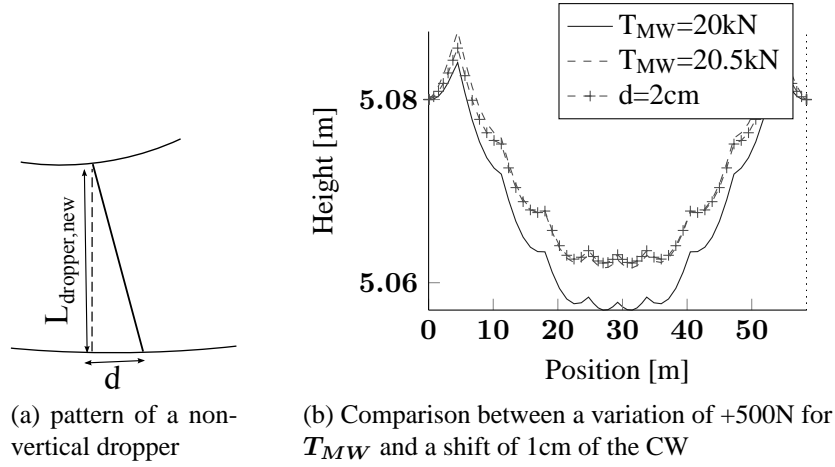 L_dropper,new
d
(a) pattern of a non-
vertical dropper
T_MW=20kN
T_MW=20.5kN
d=2cm
5.08
5.06
Height [m]
0 10 20 30 40 50
Position [m]
(b) Comparison between a variation of +500N for
T_MW and a shift of 1cm of the CW